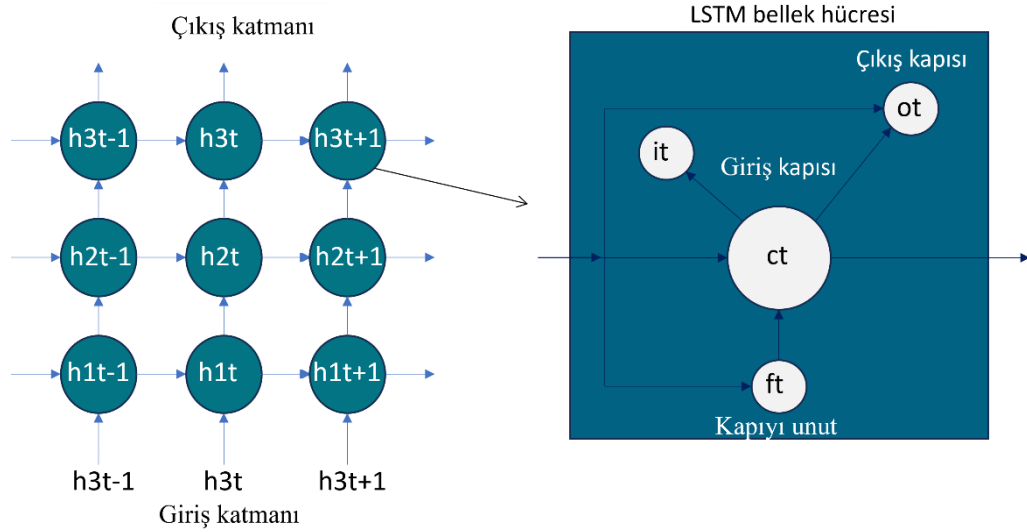 Çıkış katmanı
h3t-1 h3t h3t+1
h2t-1 h2t h2t+1
h1t-1 h1t h1t+1
h3t-1 h3t h3t+1
Giriş katmanı
LSTM bellek hücresi
Çıkış kapısı
ot
it
Giriş kapısı
ct
ft
Kapıyı unut